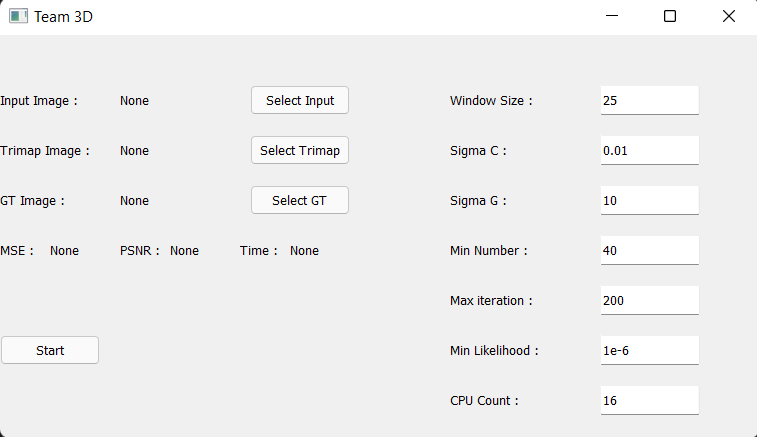 Team 3D
Input Image : None Select Input Window Size : 25
Trimap Image : None Select Trimap Sigma C : 0.01
GT Image : None Select GT Sigma G : 10
MSE : None PSNR : None Time : None Min Number : 40
Max iteration : 200
Start Min Likelihood : 1e-6
CPU Count : 16